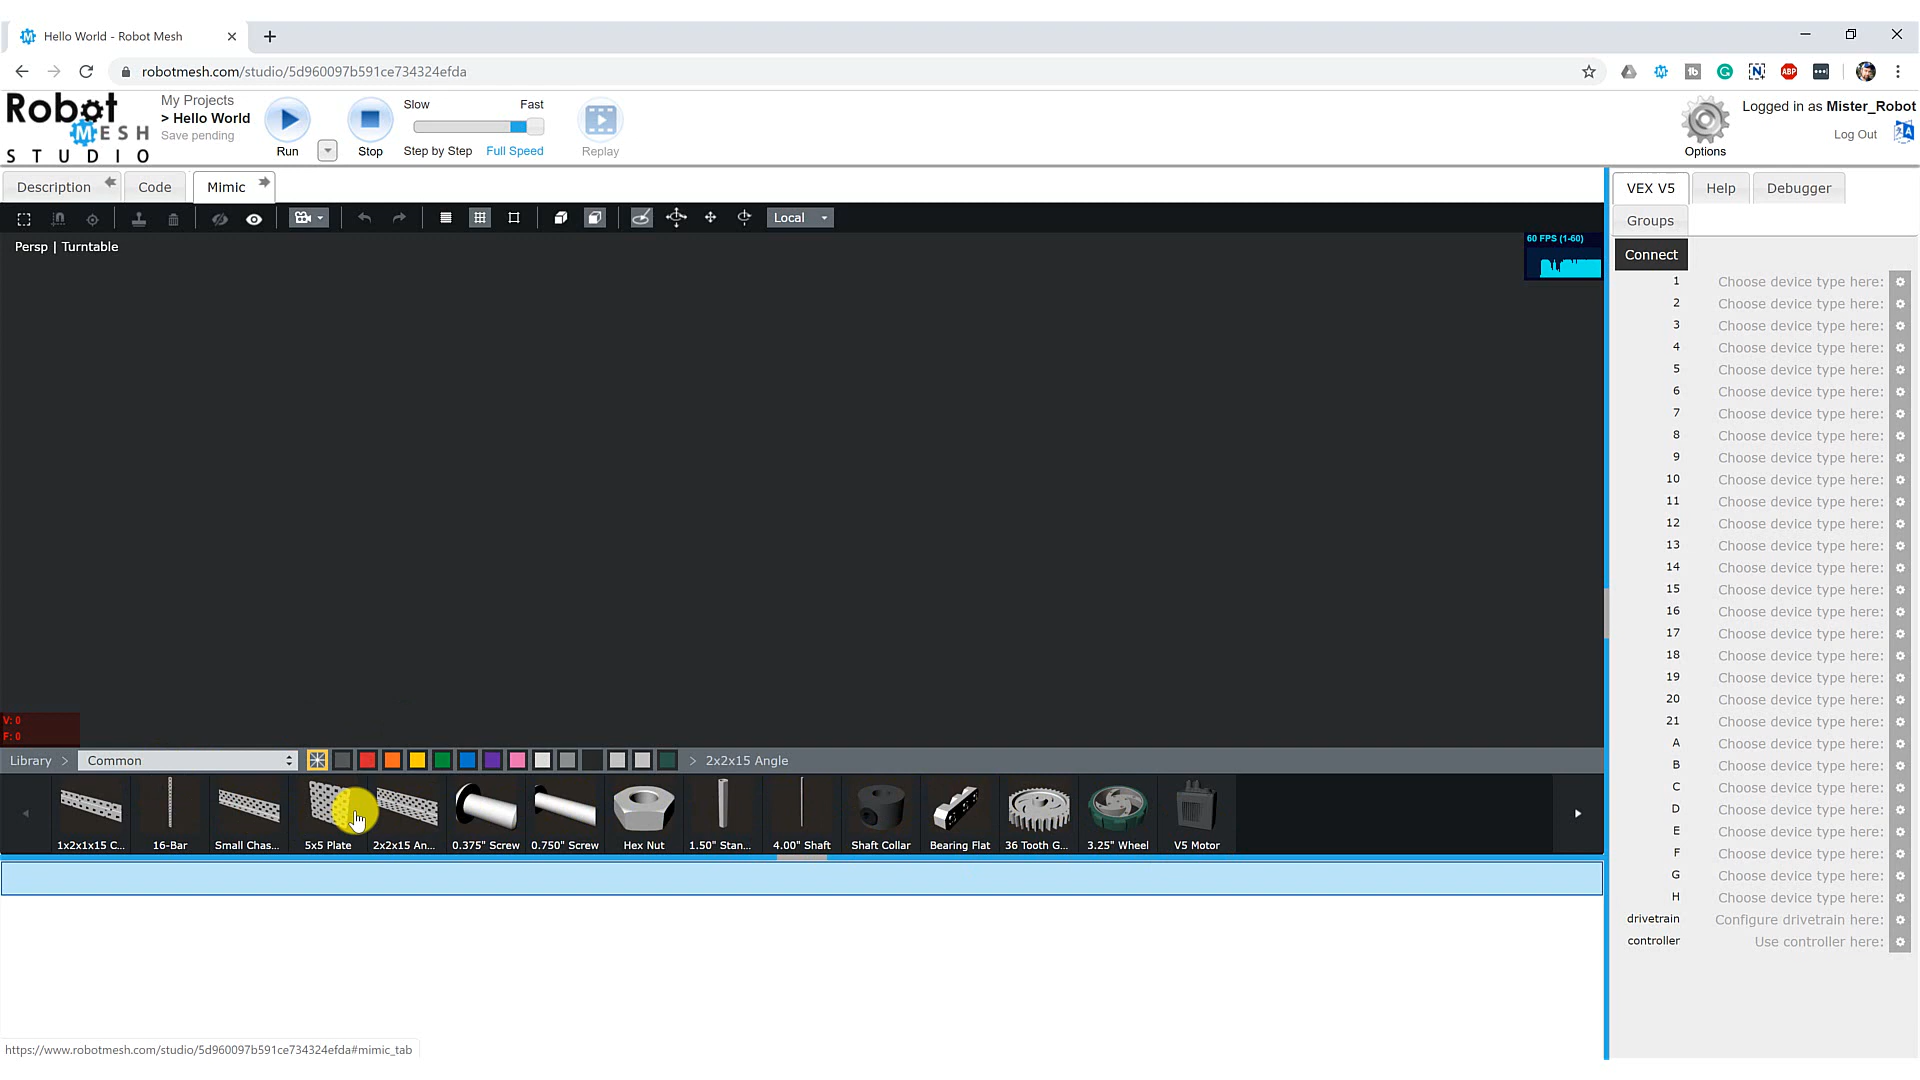 Hello World - Robot Mesh
robotmesh.com/studio/5d960097b591ce734324efda
Robot
MESH
STUDIO
My Projects
> Hello World
Save pending
Run
Stop
Slow
Fast
Step by Step
Full Speed
Replay
Options
Logged in as Mister_Robot
Log Out
Description
Code
Mimic
Local
Persp | Turntable
60 FPS (1-60)
V: 0
F: 0
Library >
Common
> 2x2x15 Angle
1x2x1x15 C...
16-Bar
Small Chas...
5x5 Plate
2x2x15 An...
0.375" Screw
0.750" Screw
Hex Nut
1.50" Stan...
4.00" Shaft
Shaft Collar
Bearing Flat
36 Tooth G...
3.25" Wheel
V5 Motor
VEX V5
Help
Debugger
Groups
Connect
1 Choose device type here:
2 Choose device type here:
3 Choose device type here:
4 Choose device type here:
5 Choose device type here:
6 Choose device type here:
7 Choose device type here:
8 Choose device type here:
9 Choose device type here:
10 Choose device type here:
11 Choose device type here:
12 Choose device type here:
13 Choose device type here:
14 Choose device type here:
15 Choose device type here:
16 Choose device type here:
17 Choose device type here:
18 Choose device type here:
19 Choose device type here:
20 Choose device type here:
21 Choose device type here:
A Choose device type here:
B Choose device type here:
C Choose device type here:
D Choose device type here:
E Choose device type here:
F Choose device type here:
G Choose device type here:
H Choose device type here:
drivetrain Configure drivetrain here:
controller Use controller here:
https://www.robotmesh.com/studio/5d960097b591ce734324efda#mimic_tab